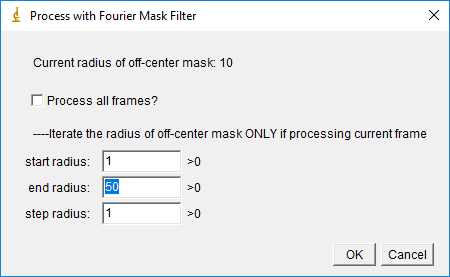 Process with Fourier Mask Filter
Current radius of off-center mask: 10
Process all frames?
----Iterate the radius of off-center mask ONLY if processing current frame
start radius: 1 >0
end radius: 50 >0
step radius: 1 >0
OK Cancel